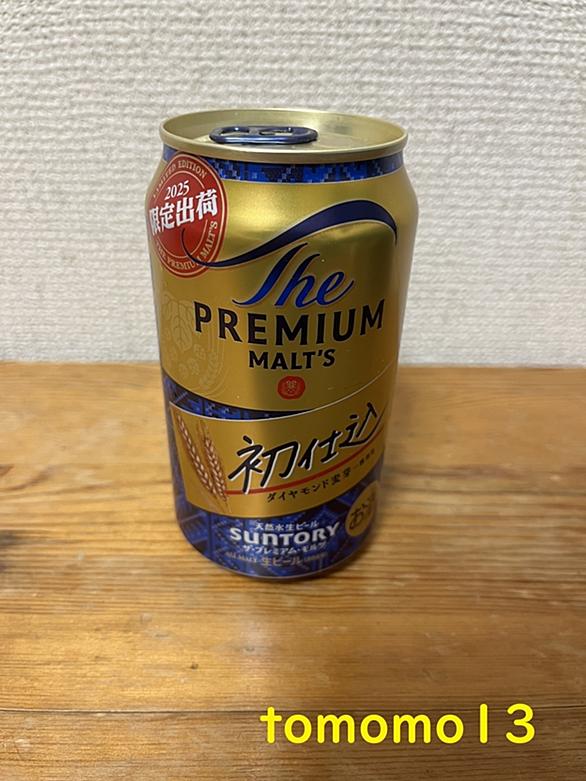 LIMITED EDITION
2025
限定出荷
THE PREMIUM MALT'S
The
PREMIUM
MALT'S
初仕込
ダイヤモンド麦芽
天然水生ビール
SUNTORY
ザ・プレミアム・モルツ
生ビール
お酒
tomomo13